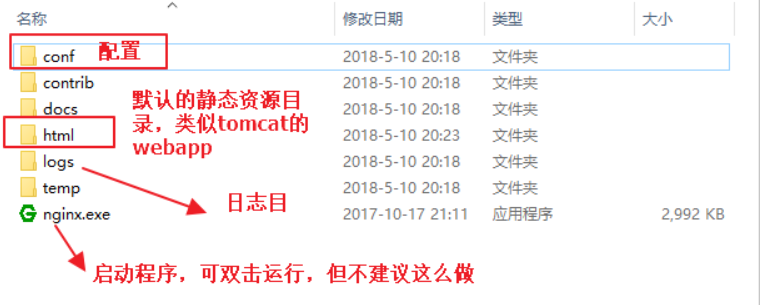 名称 修改日期 类型 大小
conf 配置 2018-5-10 20:18 文件夹
contrib 2018-5-10 20:18 文件夹
docs 2018-5-10 20:18 文件夹
html 2018-5-10 20:23 文件夹
logs 2018-5-10 20:18 文件夹
temp 2018-5-10 20:18 文件夹
nginx.exe 2017-10-17 21:11 应用程序 2,992 KB
默认的静态资源目
录，类似tomcat的
webapp
日志目
启动程序，可双击运行，但不建议这么做